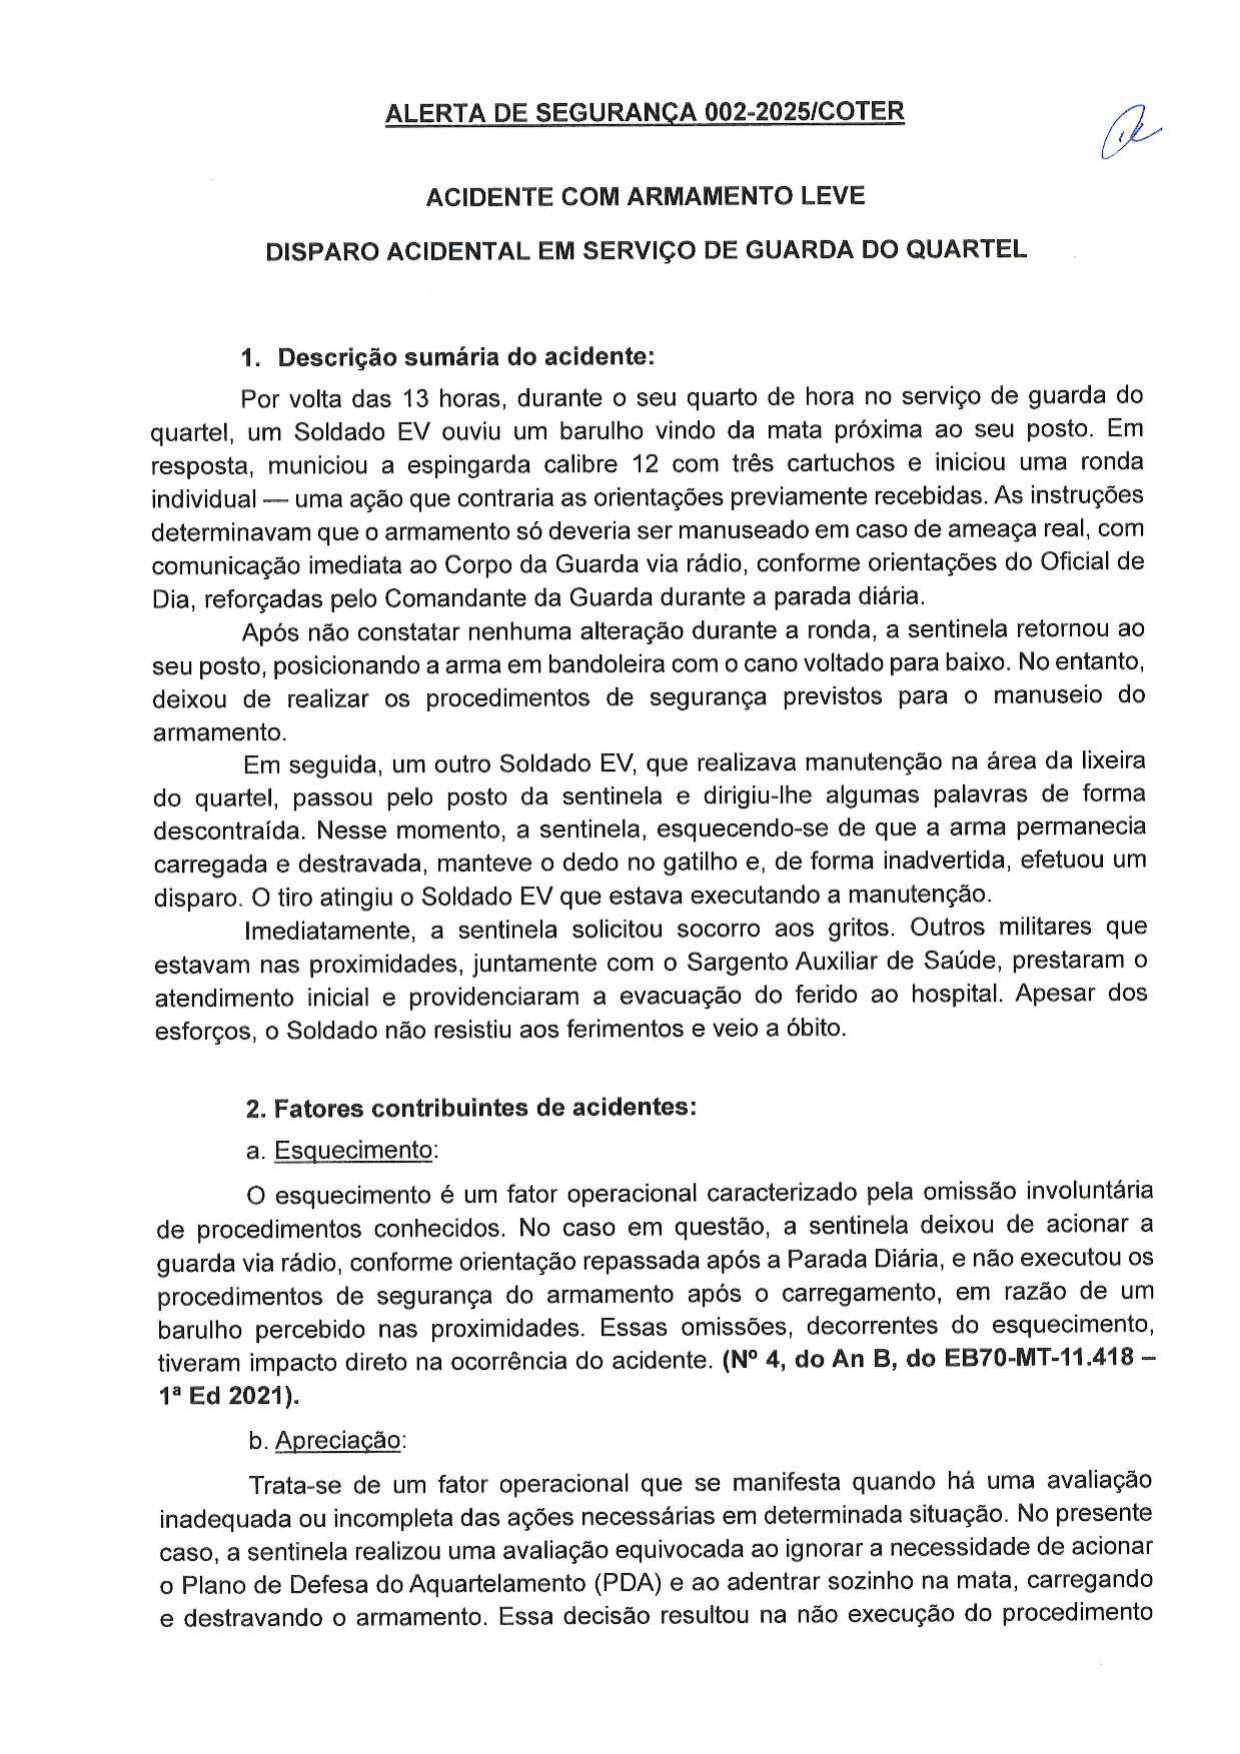 ALERTA DE SEGURANÇA 002-2025/COTER
ACIDENTE COM ARMAMENTO LEVE
DISPARO ACIDENTAL EM SERVIÇO DE GUARDA DO QUARTEL
1. Descrição sumária do acidente:
Por volta das 13 horas, durante o seu quarto de hora no serviço de guarda do
quartel, um Soldado EV ouviu um barulho vindo da mata próxima ao seu posto. Em
resposta, municiou a espingarda calibre 12 com três cartuchos e iniciou uma ronda
individual — uma ação que contraria as orientações previamente recebidas. As instruções
determinavam que o armamento só deveria ser manuseado em caso de ameaça real, com
comunicação imediata ao Corpo da Guarda via rádio, conforme orientações do Oficial de
Dia, reforçadas pelo Comandante da Guarda durante a parada diária.
Após não constatar nenhuma alteração durante a ronda, a sentinela retornou ao
seu posto, posicionando a arma em bandoleira com o cano voltado para baixo. No entanto,
deixou de realizar os procedimentos de segurança previstos para o manuseio do
armamento.
Em seguida, um outro Soldado EV, que realizava manutenção na área da lixeira
do quartel, passou pelo posto da sentinela e dirigiu-lhe algumas palavras de forma
descontraída. Nesse momento, a sentinela, esquecendo-se de que a arma permanecia
carregada e destravada, manteve o dedo no gatilho e, de forma inadvertida, efetuou um
disparo. O tiro atingiu o Soldado EV que estava executando a manutenção.
Imediatamente, a sentinela solicitou socorro aos gritos. Outros militares que
estavam nas proximidades, juntamente com o Sargento Auxiliar de Saúde, prestaram o
atendimento inicial e providenciaram a evacuação do ferido ao hospital. Apesar dos
esforços, o Soldado não resistiu aos ferimentos e veio a óbito.
2. Fatores contribuintes de acidentes:
a. Esquecimento:
O esquecimento é um fator operacional caracterizado pela omissão involuntária
de procedimentos conhecidos. No caso em questão, a sentinela deixou de acionar a
guarda via rádio, conforme orientação repassada após a Parada Diária, e não executou os
procedimentos de segurança do armamento após o carregamento, em razão de um
barulho percebido nas proximidades. Essas omissões, decorrentes do esquecimento,
tiveram impacto direto na ocorrência do acidente. (Nº 4, do An B, do EB70-MT-11.418 –
1ª Ed 2021).
b. Apreciação:
Trata-se de um fator operacional que se manifesta quando há uma avaliação
inadequada ou incompleta das ações necessárias em determinada situação. No presente
caso, a sentinela realizou uma avaliação equivocada ao ignorar a necessidade de acionar
o Plano de Defesa do Aquartelamento (PDA) e ao adentrar sozinho na mata, carregando
e destravando o armamento. Essa decisão resultou na não execução do procedimento